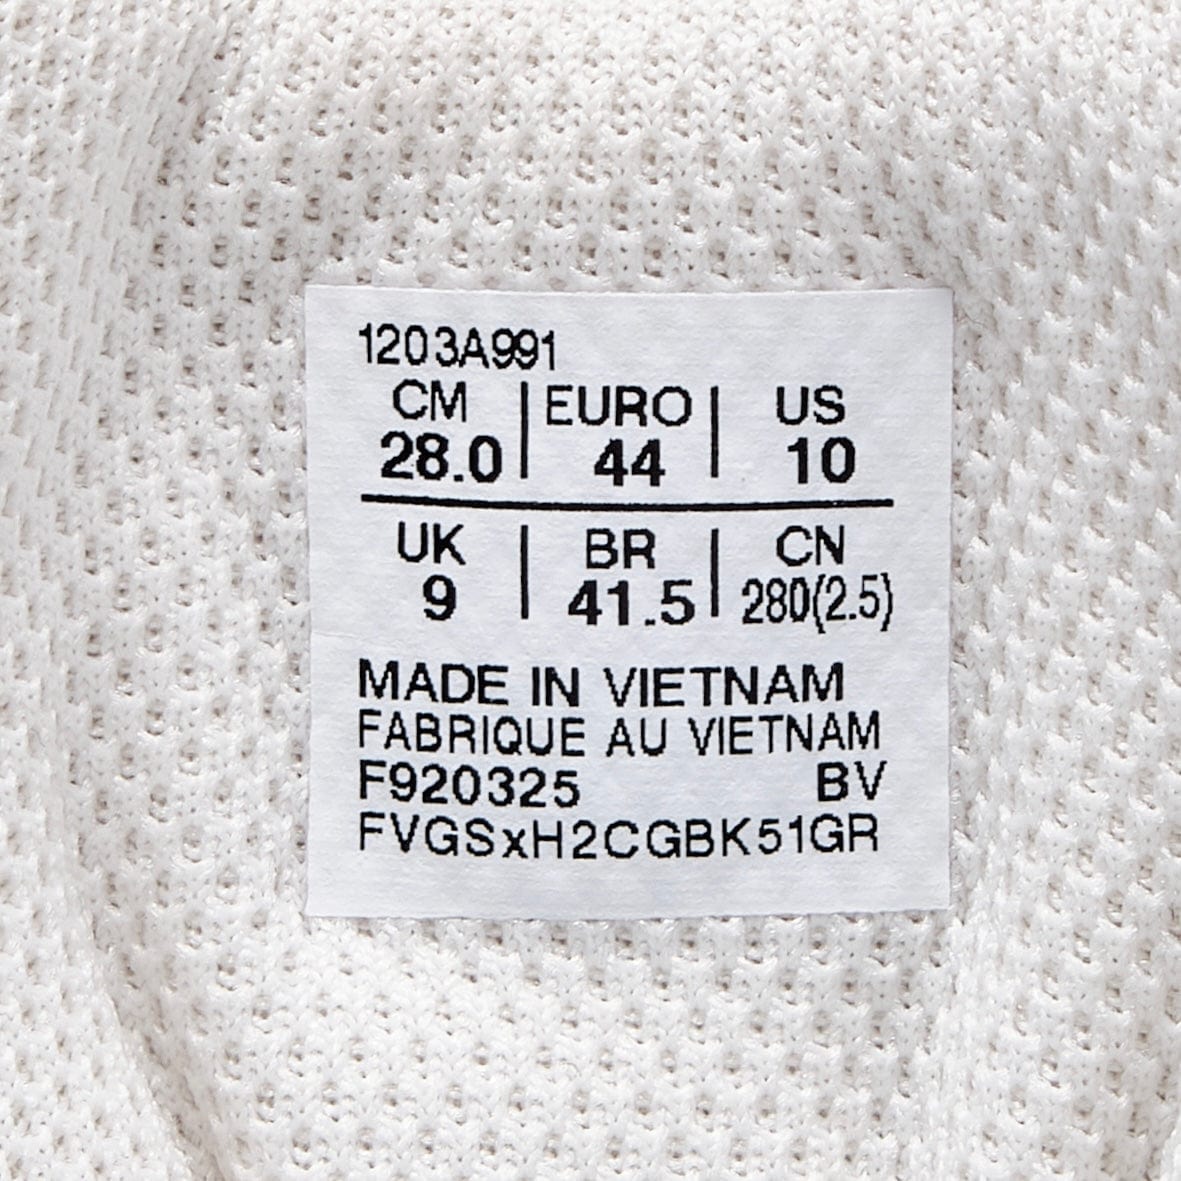 1203A991
CM | EURO | US
28.0 | 44 | 10
UK | BR | CN
9 | 41.5 | 280(2.5)
MADE IN VIETNAM
FABRIQUE AU VIETNAM
F920325 BV
FVGSxH2CGBK51GR